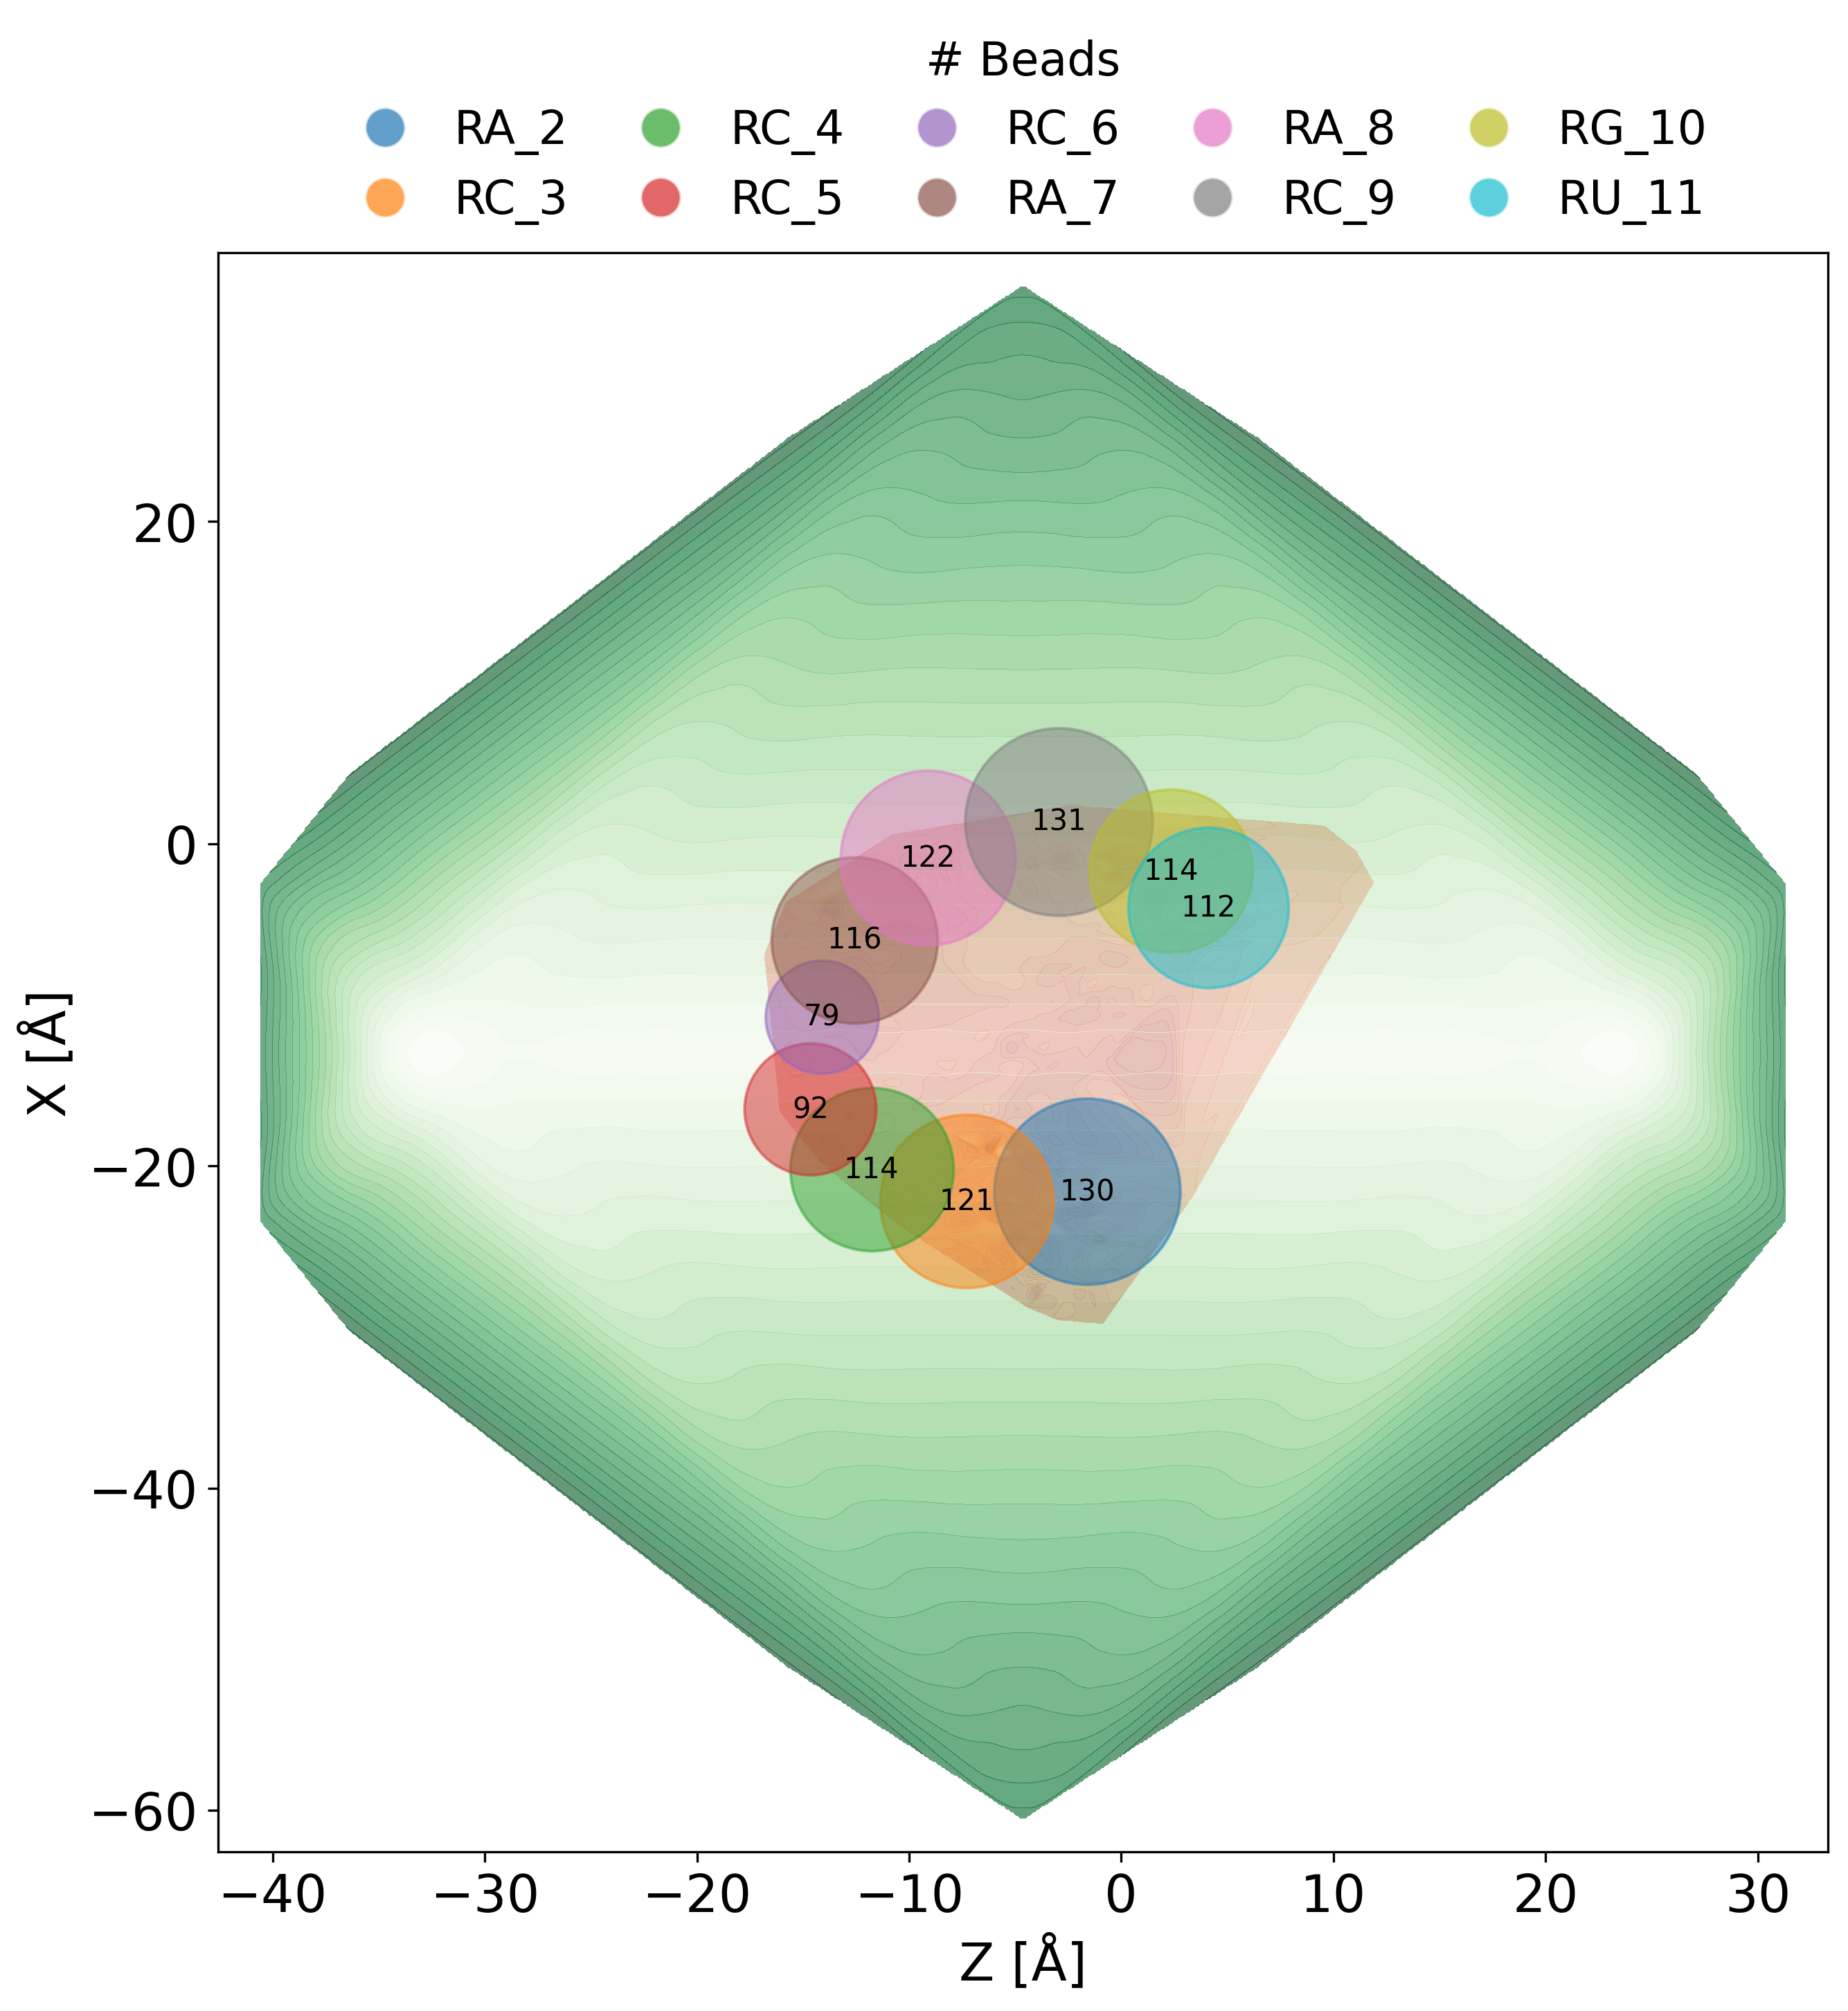 # Beads
RA_2 RC_4 RC_6 RA_8 RG_10
RC_3 RC_5 RA_7 RC_9 RU_11
20
0
−20
−40
−60
X [Å]
131
122
114
112
116
79
92
114
121
130
−40 −30 −20 −10 0 10 20 30
Z [Å]